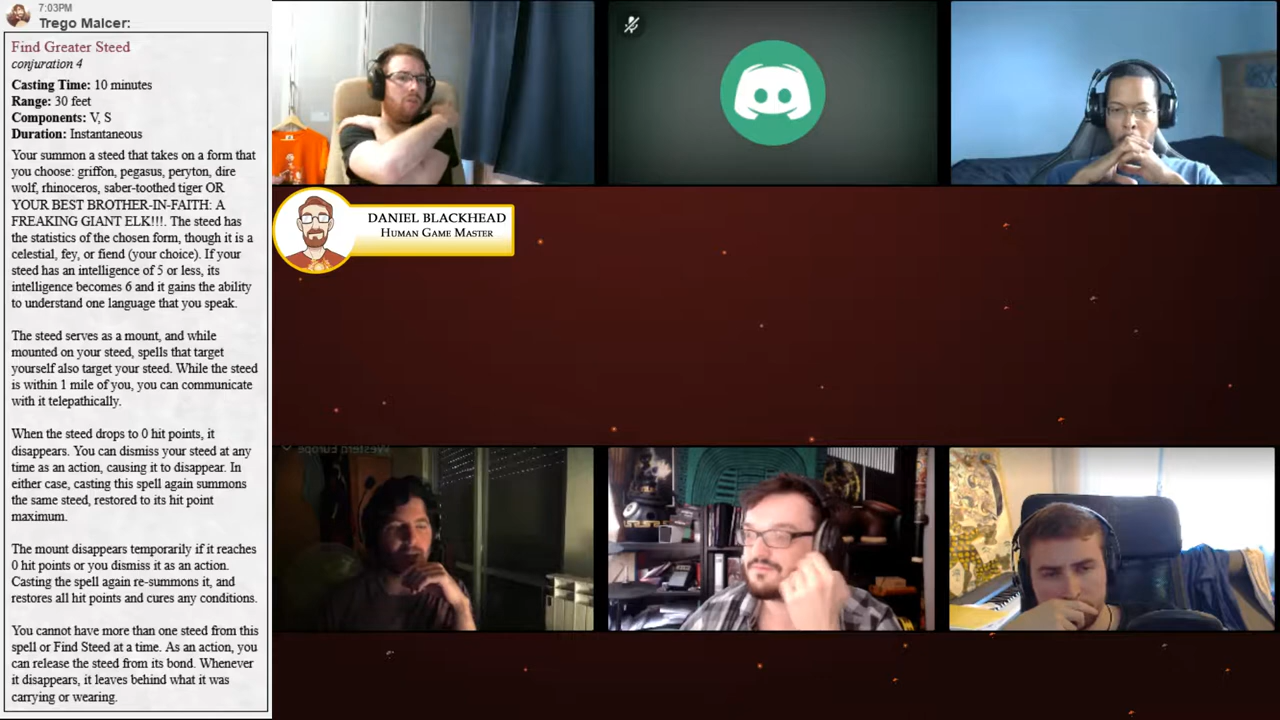 7:03PM
Trego Malcer:
Find Greater Steed
conjuration 4
Casting Time: 10 minutes
Range: 30 feet
Components: V, S
Duration: Instantaneous
Your summon a steed that takes on a form that
you choose: griffon, pegasus, peryton, dire
wolf, rhinoceros, saber-toothed tiger OR
YOUR BEST BROTHER-IN-FAITH: A
FREAKING GIANT ELK!!!. The steed has
the statistics of the chosen form, though it is a
celestial, fey, or fiend (your choice). If your
steed has an intelligence of 5 or less, its
intelligence becomes 6 and it gains the ability
to understand one language that you speak.
The steed serves as a mount, and while
mounted on your steed, spells that target
yourself also target your steed. While the steed
is within 1 mile of you, you can communicate
with it telepathically.
When the steed drops to 0 hit points, it
disappears. You can dismiss your steed at any
time as an action, causing it to disappear. In
either case, casting this spell again summons
the same steed, restored to its hit point
maximum.
The mount disappears temporarily if it reaches
0 hit points or you dismiss it as an action.
Casting the spell again re-summons it, and
restores all hit points and cures any conditions.
You cannot have more than one steed from this
spell or Find Steed at a time. As an action, you
can release the steed from its bond. Whenever
it disappears, it leaves behind what it was
carrying or wearing.
DANIEL BLACKHEAD
HUMAN GAME MASTER
Western Europe